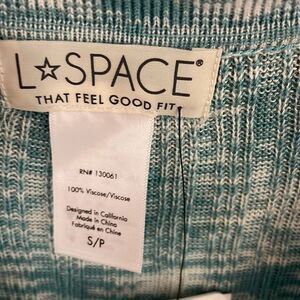 L☆SPACE®
THAT FEEL GOOD FIT.
RN# 130061
100% Viscose/Viscose
Designed in California
Made in China
Fabriqué en Chine
S/P